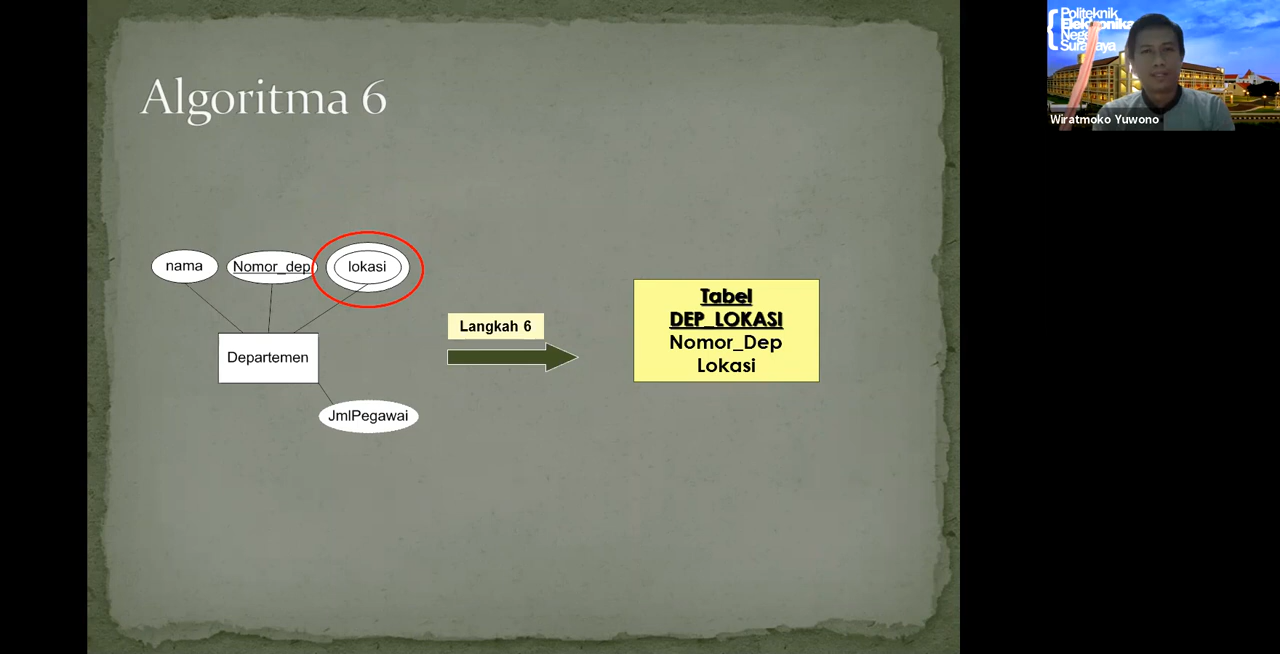 Algoritma 6
nama
Nomor_dep
lokasi
Departemen
JmlPegawai
Langkah 6
Tabel
DEP_LOKASI
Nomor_Dep
Lokasi
Politeknik
Elektronika
Surabaya
Wiratmoko Yuwono